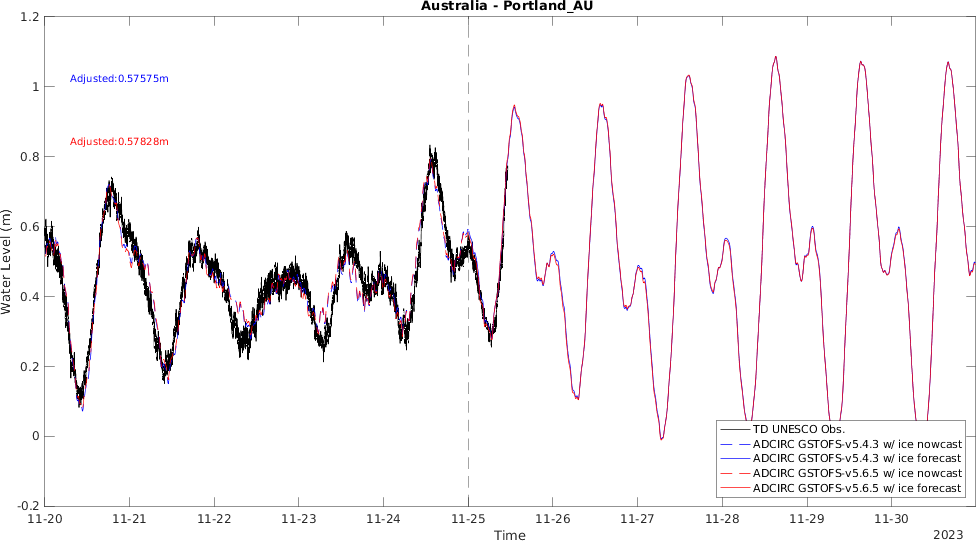 Australia - Portland_AU
1.2
1
0.8
0.6
0.4
0.2
0
-0.2
Water Level (m)
Adjusted:0.57575m
Adjusted:0.57828m
TD UNESCO Obs.
ADCIRC GSTOFS-v5.4.3 w/ ice nowcast
ADCIRC GSTOFS-v5.4.3 w/ ice forecast
ADCIRC GSTOFS-v5.6.5 w/ ice nowcast
ADCIRC GSTOFS-v5.6.5 w/ ice forecast
11-20 11-21 11-22 11-23 11-24 11-25 11-26 11-27 11-28 11-29 11-30
Time
2023